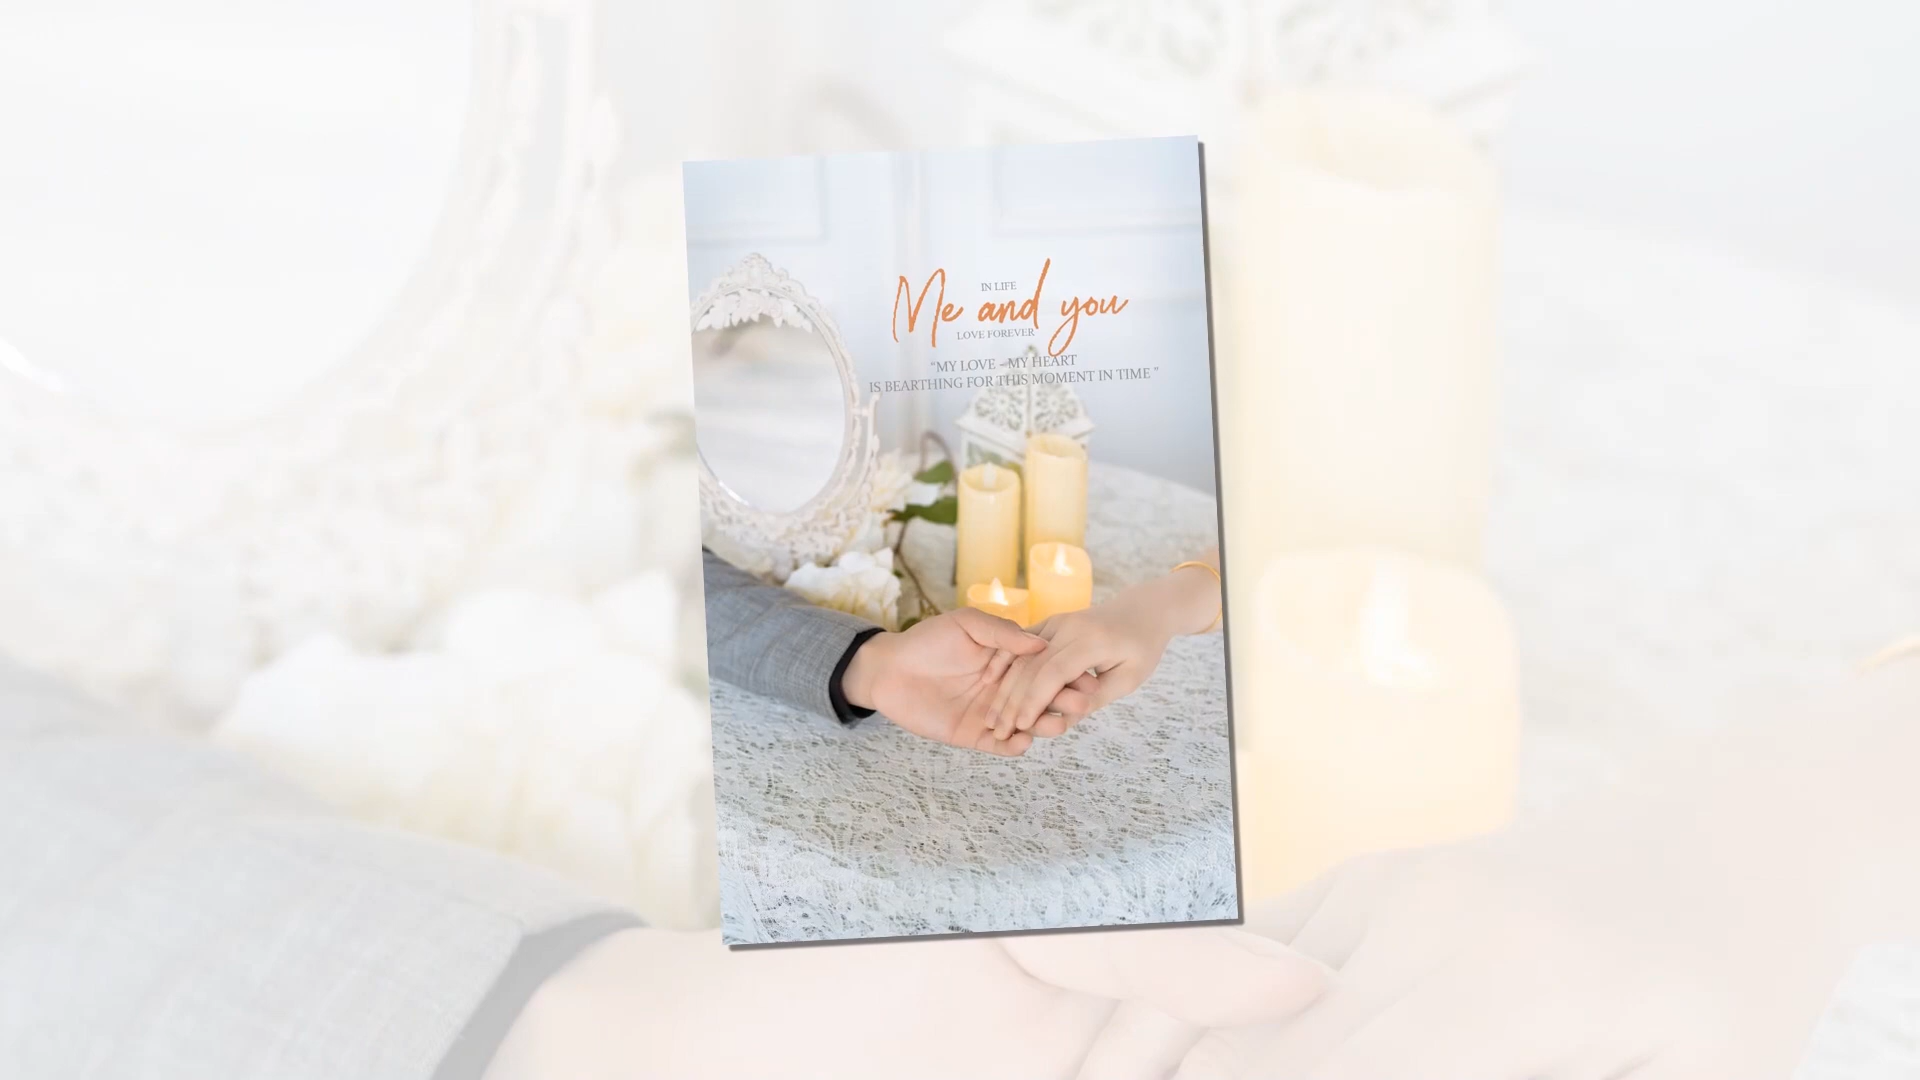 IN LIFE
Me and you
LOVE FOREVER
“MY LOVE - MY HEART
IS BEARTHING FOR THIS MOMENT IN TIME ”